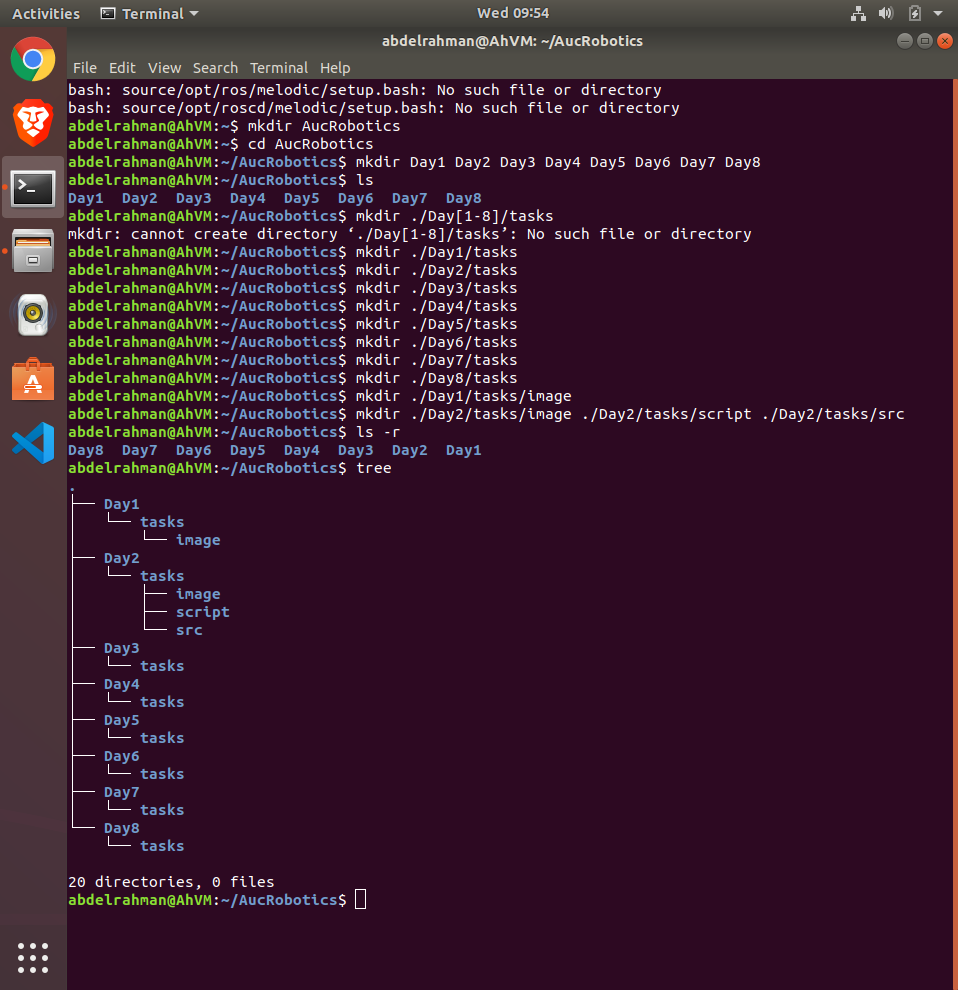 Activities Terminal Wed 09:54
abdelrahman@AhVM: ~/AucRobotics
File Edit View Search Terminal Help
bash: source/opt/ros/melodic/setup.bash: No such file or directory
bash: source/opt/roscd/melodic/setup.bash: No such file or directory
abdelrahman@AhVM:~$ mkdir AucRobotics
abdelrahman@AhVM:~$ cd AucRobotics
abdelrahman@AhVM:~/AucRobotics$ mkdir Day1 Day2 Day3 Day4 Day5 Day6 Day7 Day8
abdelrahman@AhVM:~/AucRobotics$ ls
Day1  Day2  Day3  Day4  Day5  Day6  Day7  Day8
abdelrahman@AhVM:~/AucRobotics$ mkdir ./Day[1-8]/tasks
mkdir: cannot create directory ‘./Day[1-8]/tasks’: No such file or directory
abdelrahman@AhVM:~/AucRobotics$ mkdir ./Day1/tasks
abdelrahman@AhVM:~/AucRobotics$ mkdir ./Day2/tasks
abdelrahman@AhVM:~/AucRobotics$ mkdir ./Day3/tasks
abdelrahman@AhVM:~/AucRobotics$ mkdir ./Day4/tasks
abdelrahman@AhVM:~/AucRobotics$ mkdir ./Day5/tasks
abdelrahman@AhVM:~/AucRobotics$ mkdir ./Day6/tasks
abdelrahman@AhVM:~/AucRobotics$ mkdir ./Day7/tasks
abdelrahman@AhVM:~/AucRobotics$ mkdir ./Day8/tasks
abdelrahman@AhVM:~/AucRobotics$ mkdir ./Day1/tasks/image
abdelrahman@AhVM:~/AucRobotics$ mkdir ./Day2/tasks/image ./Day2/tasks/script ./Day2/tasks/src
abdelrahman@AhVM:~/AucRobotics$ ls -r
Day8  Day7  Day6  Day5  Day4  Day3  Day2  Day1
abdelrahman@AhVM:~/AucRobotics$ tree
.
├── Day1
│   └── tasks
│       └── image
├── Day2
│   └── tasks
│       ├── image
│       ├── script
│       └── src
├── Day3
│   └── tasks
├── Day4
│   └── tasks
├── Day5
│   └── tasks
├── Day6
│   └── tasks
├── Day7
│   └── tasks
└── Day8
    └── tasks
20 directories, 0 files
abdelrahman@AhVM:~/AucRobotics$